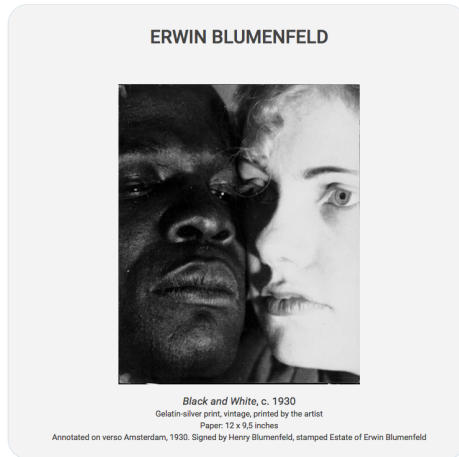 ERWIN BLUMENFELD
Black and White, c. 1930
Gelatin-silver print, vintage, printed by the artist
Paper: 12 x 9,5 inches
Annotated on verso Amsterdam, 1930. Signed by Henry Blumenfeld, stamped Estate of Erwin Blumenfeld